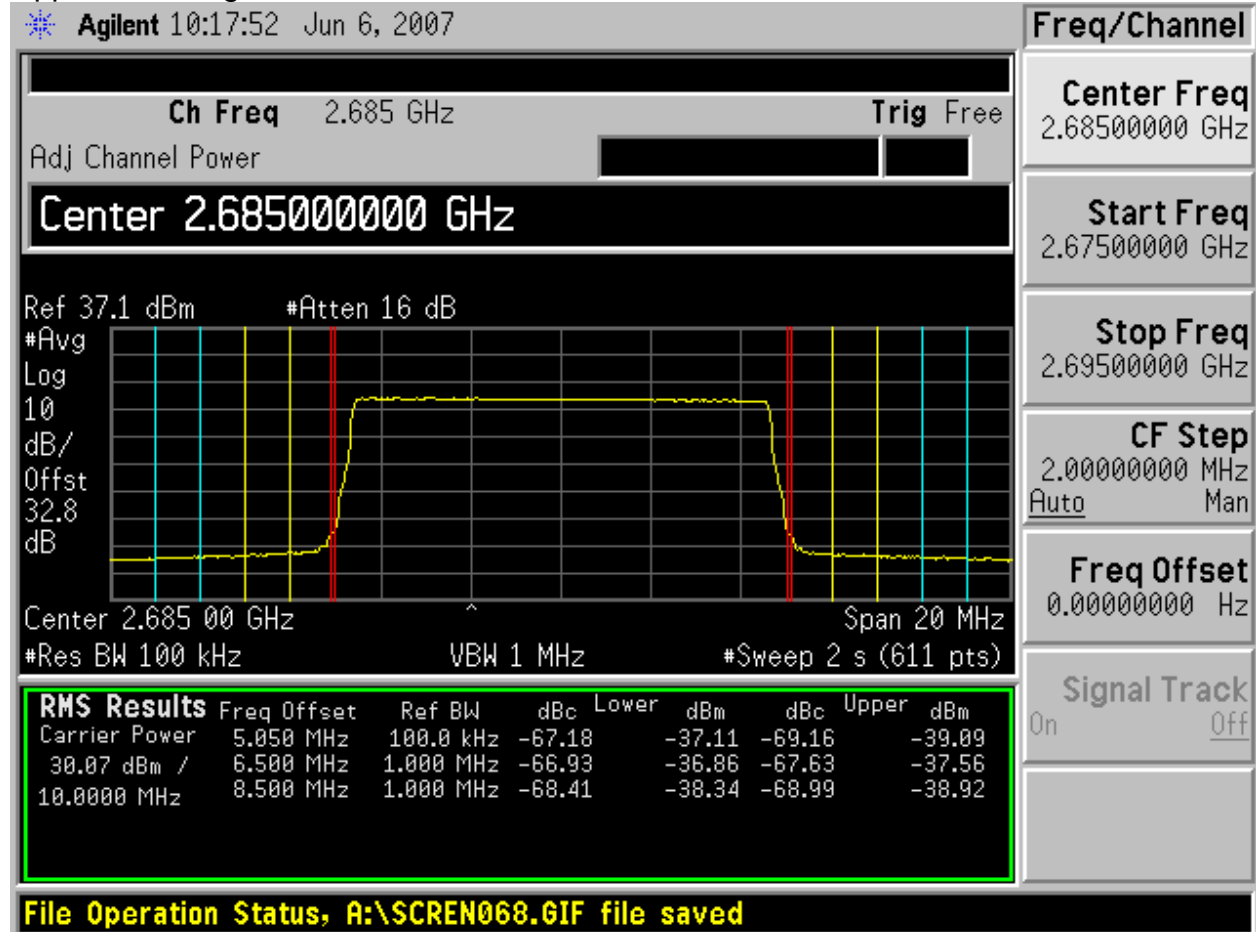 Agilent 10:17:52 Jun 6, 2007
Freq/Channel
Ch Freq 2.685 GHz Trig Free
Adj Channel Power
Center 2.685000000 GHz
Ref 37.1 dBm #Atten 16 dB
#Avg
Log
10
dB/
Offst
32.8
dB
Center 2.685 00 GHz ^ Span 20 MHz
#Res BW 100 kHz VBW 1 MHz #Sweep 2 s (611 pts)
RMS Results Freq Offset Ref BW dBc Lower dBm dBc Upper dBm
Carrier Power 5.050 MHz 100.0 kHz -67.18 -37.11 -69.16 -39.09
30.07 dBm / 6.500 MHz 1.000 MHz -66.93 -36.86 -67.63 -37.56
10.0000 MHz 8.500 MHz 1.000 MHz -68.41 -38.34 -68.99 -38.92
Center Freq
2.68500000 GHz
Start Freq
2.67500000 GHz
Stop Freq
2.69500000 GHz
CF Step
2.00000000 MHz
Auto Man
Freq Offset
0.00000000 Hz
Signal Track
On Off
File Operation Status, A:\SCREN068.GIF file saved